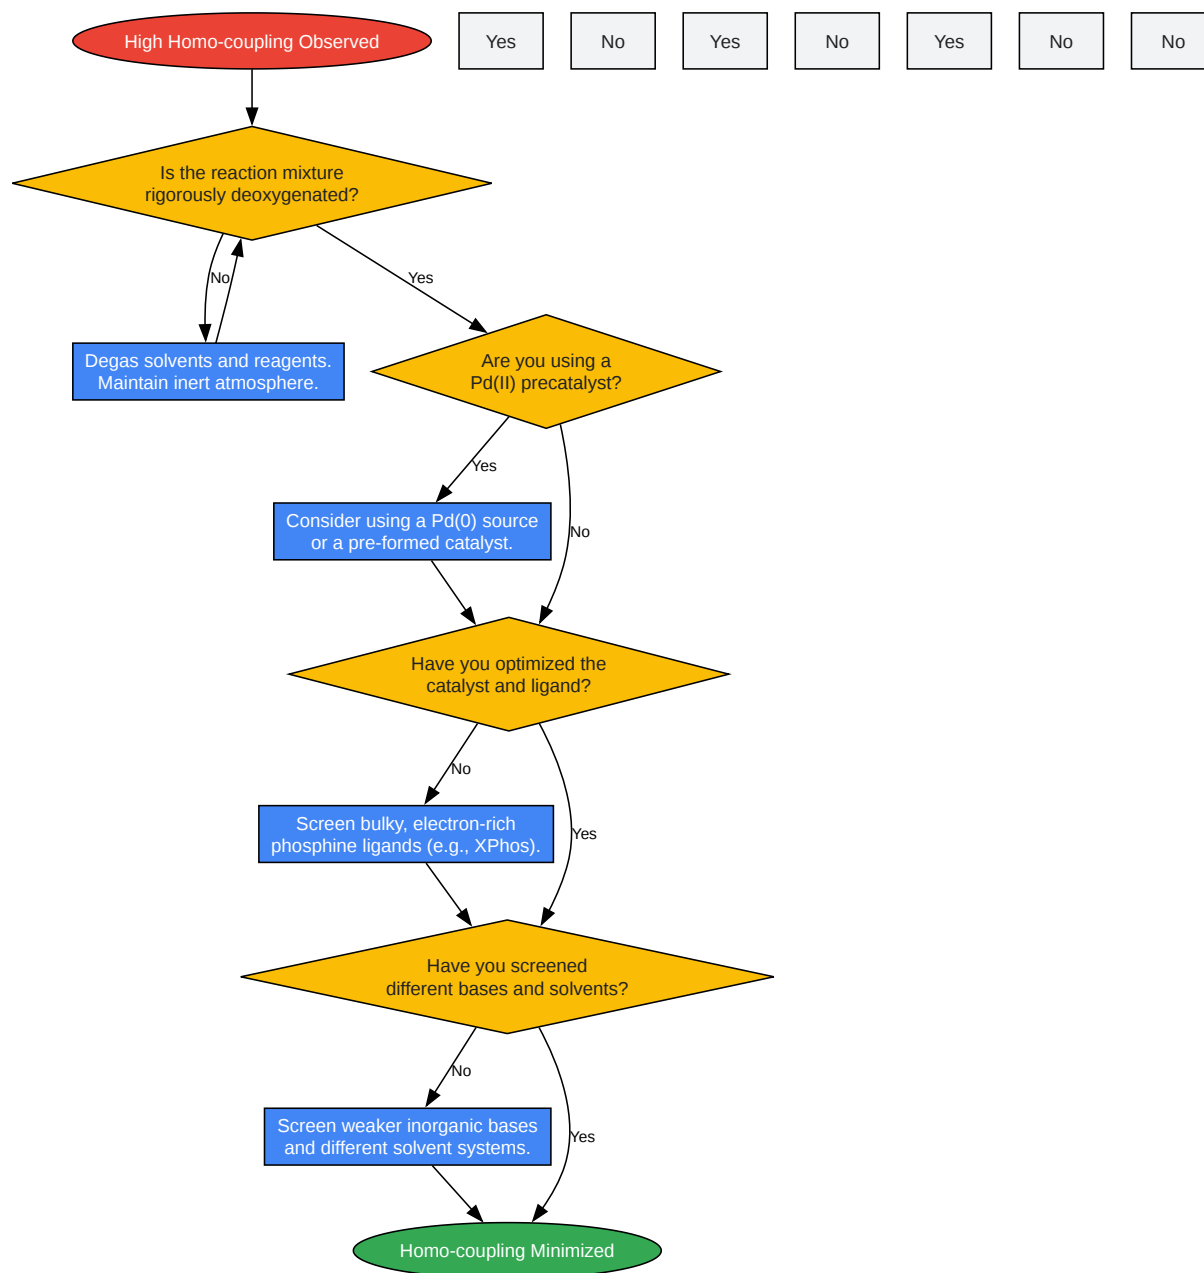 High Homo-coupling Observed
Yes
No
Yes
No
Yes
No
No
Is the reaction mixture
rigorously deoxygenated?
No
Yes
Degas solvents and reagents.
Maintain inert atmosphere.
Are you using a
Pd(II) precatalyst?
Yes
No
Consider using a Pd(0) source
or a pre-formed catalyst.
Have you optimized the
catalyst and ligand?
No
Yes
Screen bulky, electron-rich
phosphine ligands (e.g., XPhos).
Have you screened
different bases and solvents?
No
Yes
Screen weaker inorganic bases
and different solvent systems.
Homo-coupling Minimized